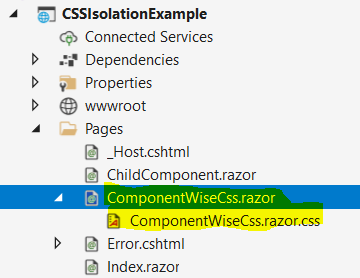 CSSIsolationExample
Connected Services
Dependencies
Properties
wwwroot
Pages
_Host.cshtml
ChildComponent.razor
ComponentWiseCss.razor
ComponentWiseCss.razor.css
Error.cshtml
Index.razor